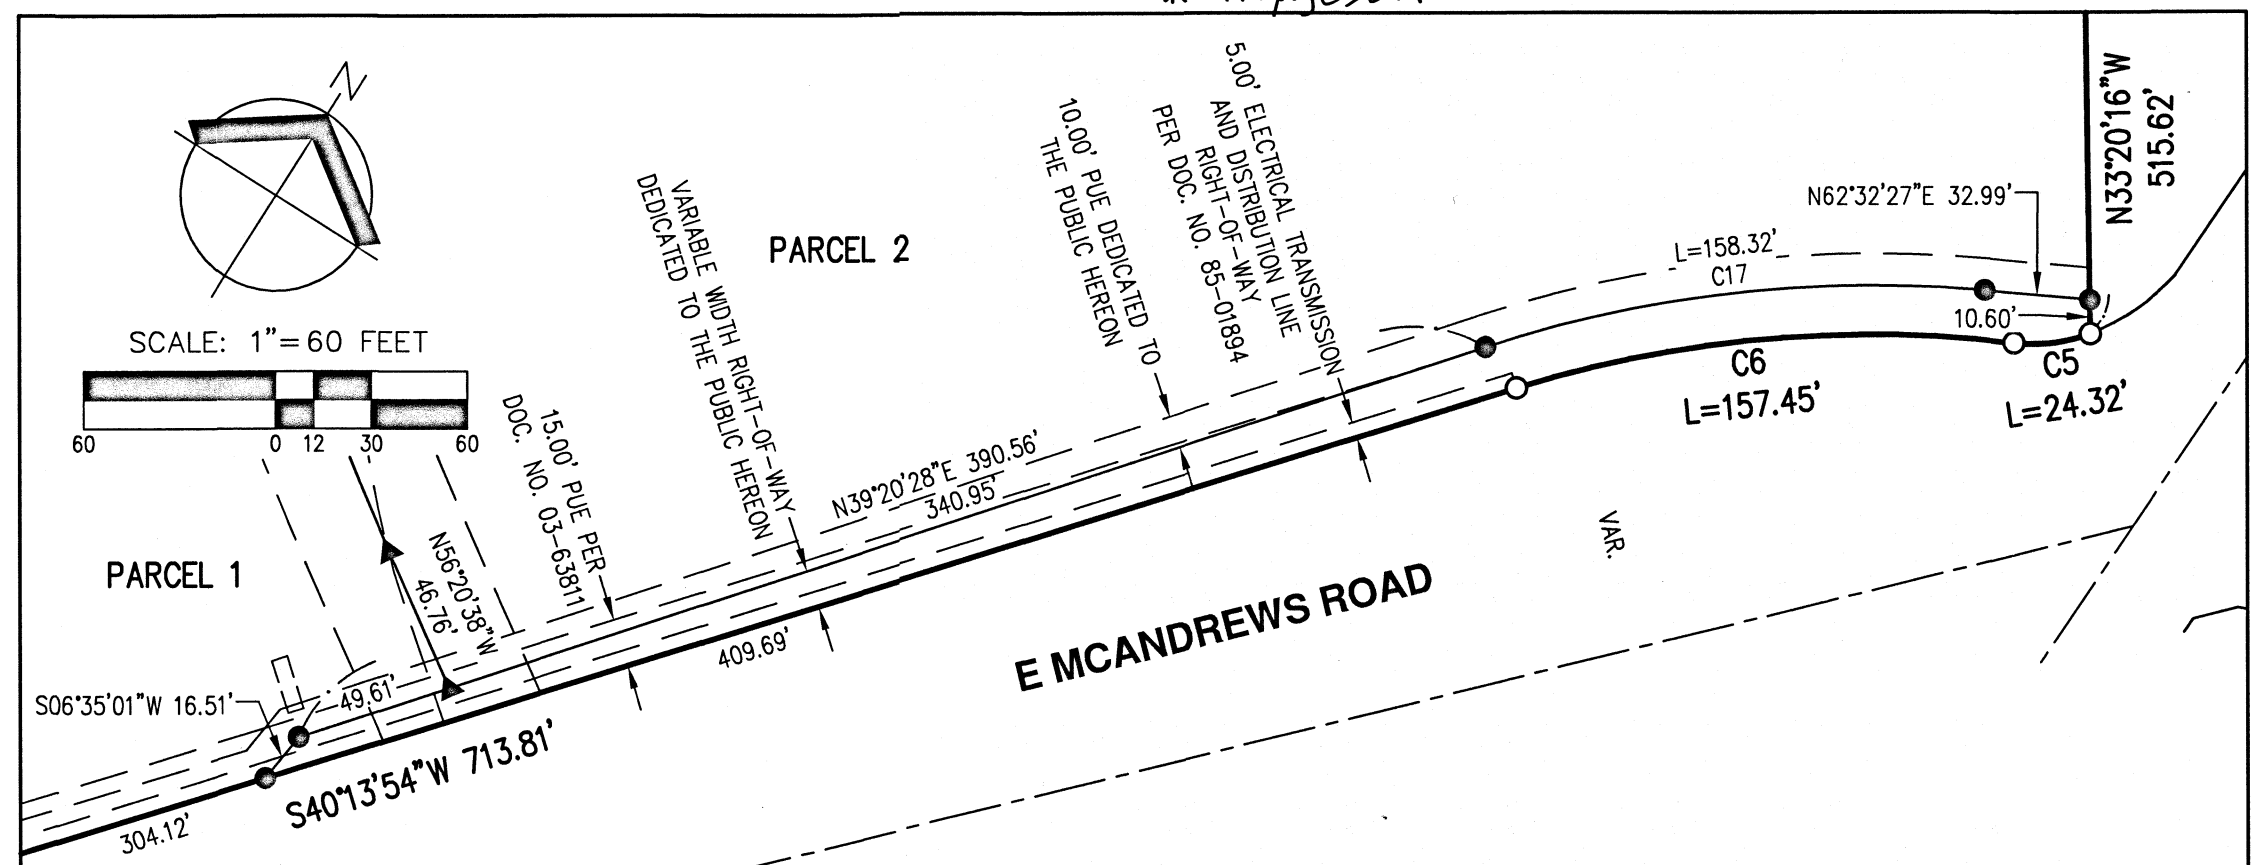 N
SCALE: 1"=60 FEET
60 0 12 30 60
PARCEL 1
PARCEL 2
VARIABLE WIDTH RIGHT-OF-WAY
DEDICATED TO THE PUBLIC HEREON
10.00' PUE DEDICATED TO
THE PUBLIC HEREON
5.00' ELECTRICAL TRANSMISSION
AND DISTRIBUTION LINE
RIGHT-OF-WAY
PER DOC. NO. 85-01894
15.00' PUE PER
DOC. NO. 03-63811
N33°20'16"W
515.62'
N62°32'27"E 32.99'
L=158.32'
C17
10.60'
C6
L=157.45'
C5
L=24.32'
N39°20'28"E 390.56'
340.95'
N56°20'38"W
46.76'
409.69'
VAR.
E MCANDREWS ROAD
S06°35'01"W 16.51'
49.61'
S40°13'54"W 713.81'
304.12'